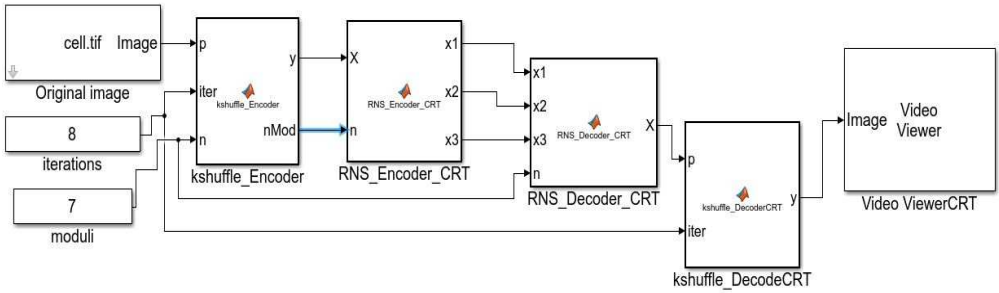 cell.tif
Image
Original image
8
iterations
7
moduli
p
iter
n
kshuffle_Encoder
y
nMod
kshuffle_Encoder
X
n
RNS_Encoder_CRT
x1
x2
x3
RNS_Encoder_CRT
x1
x2
x3
n
RNS_Decoder_CRT
X
RNS_Decoder_CRT
p
iter
kshuffle_DecoderCRT
y
kshuffle_DecodeCRT
Image
Video
Viewer
Video ViewerCRT